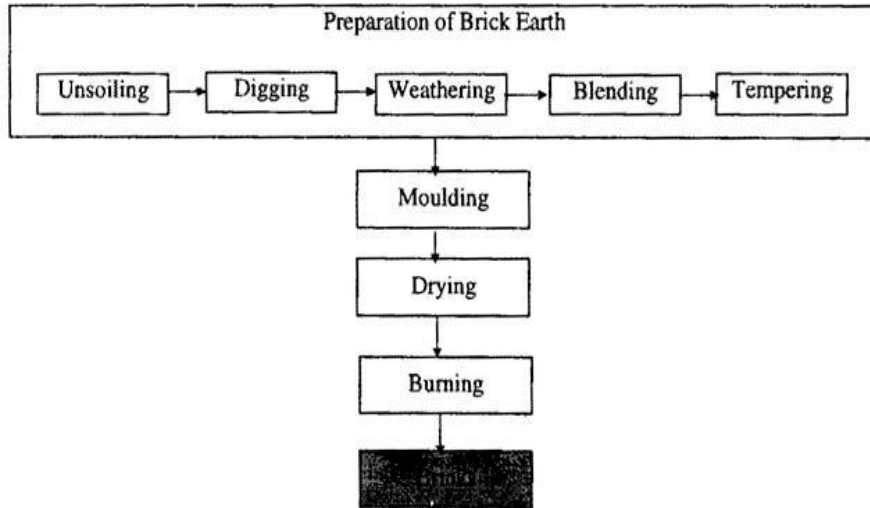 Preparation of Brick Earth
Unsoiling
Digging
Weathering
Blending
Tempering
Moulding
Drying
Burning